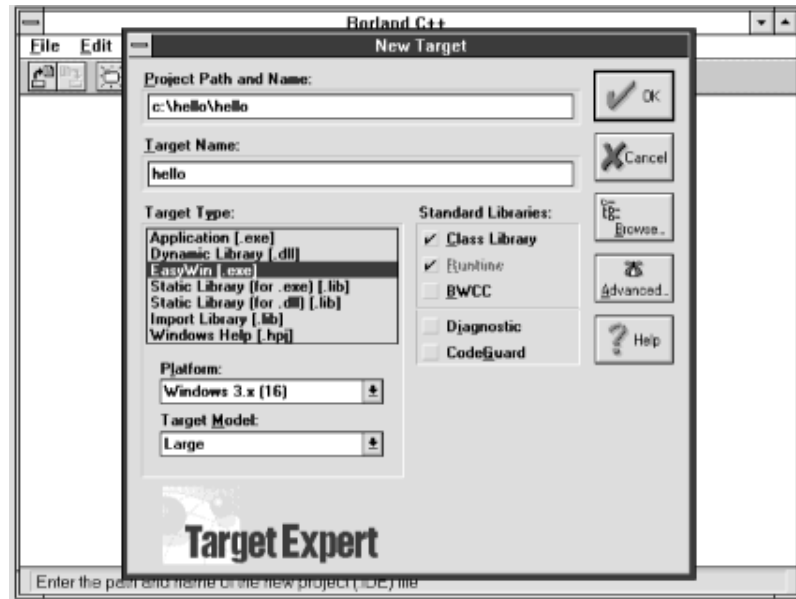 Borland C++
File Edit
New Target
Project Path and Name:
c:\hello\hello
OK
Target Name:
hello
Cancel
Target Type:
Application [.exe]
Dynamic Library [.dll]
EasyWin [.exe]
Static Library (for .exe) [.lib]
Static Library (for .dll) [.lib]
Import Library [.lib]
Windows Help [.hpj]
Standard Libraries:
Class Library
Runtime
BWCC
Diagnostic
CodeGuard
Browse..
Advanced..
Help
Platform:
Windows 3.x (16)
Target Model:
Large
Target Expert
Enter the path and name of the new project (.IDE) file